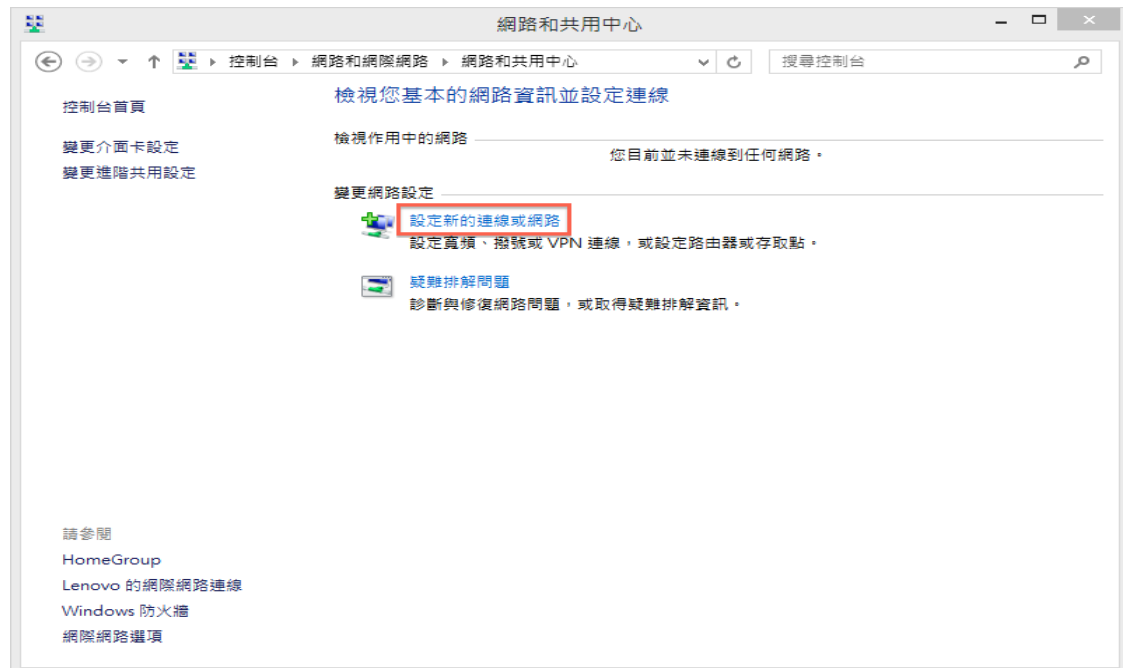 網路和共用中心
控制台 網路和網際網路 網路和共用中心 搜尋控制台
控制台首頁
變更介面卡設定
變更進階共用設定
檢視您基本的網路資訊並設定連線
檢視作用中的網路
您目前並未連線到任何網路。
變更網路設定
設定新的連線或網路
設定寬頻、撥號或 VPN 連線，或設定路由器或存取點。
疑難排解問題
診斷與修復網路問題，或取得疑難排解資訊。
請參閱
HomeGroup
Lenovo 的網際網路連線
Windows 防火牆
網際網路選項